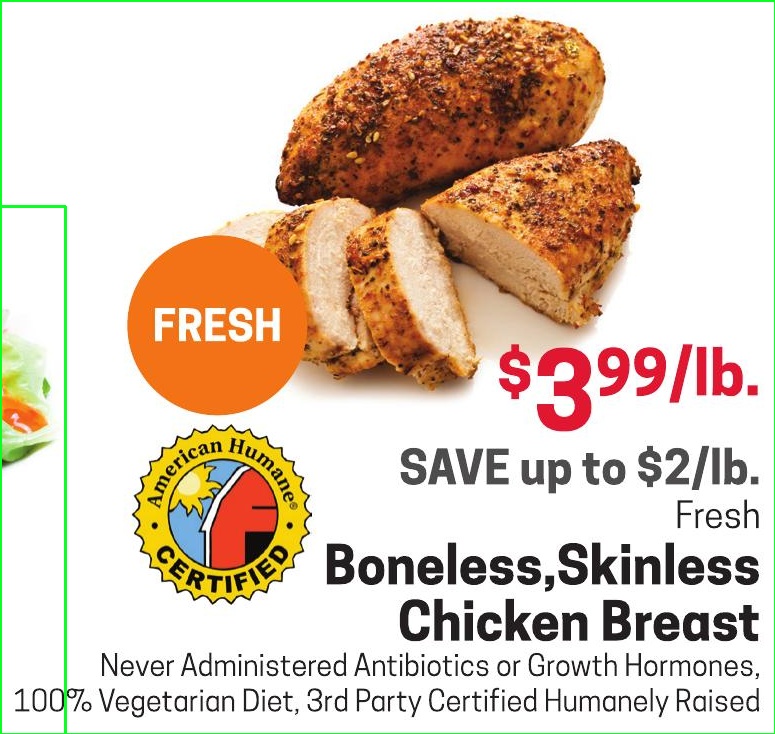 FRESH
$3.99/lb.
American Humane®
CERTIFIED
SAVE up to $2/lb.
Fresh
Boneless,Skinless
Chicken Breast
Never Administered Antibiotics or Growth Hormones,
100% Vegetarian Diet, 3rd Party Certified Humanely Raised